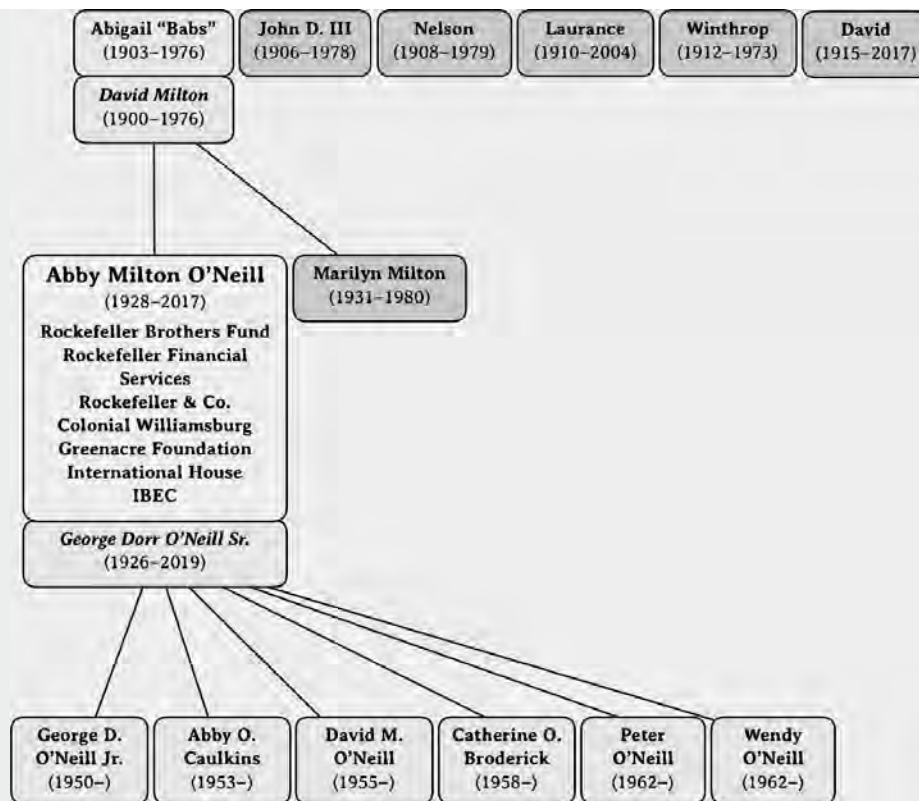 Abigail "Babs"
(1903–1976)
John D. III
(1906–1978)
Nelson
(1908–1979)
Laurance
(1910–2004)
Winthrop
(1912–1973)
David
(1915–2017)
David Milton
(1900–1976)
Abby Milton O'Neill
(1928–2017)
Rockefeller Brothers Fund
Rockefeller Financial
Services
Rockefeller & Co.
Colonial Williamsburg
Greenacre Foundation
International House
IBEC
Marilyn Milton
(1931–1980)
George Dorr O'Neill Sr.
(1926–2019)
George D.
O'Neill Jr.
(1950–)
Abby O.
Caulkins
(1953–)
David M.
O'Neill
(1955–)
Catherine O.
Broderick
(1958–)
Peter
O'Neill
(1962–)
Wendy
O'Neill
(1962–)